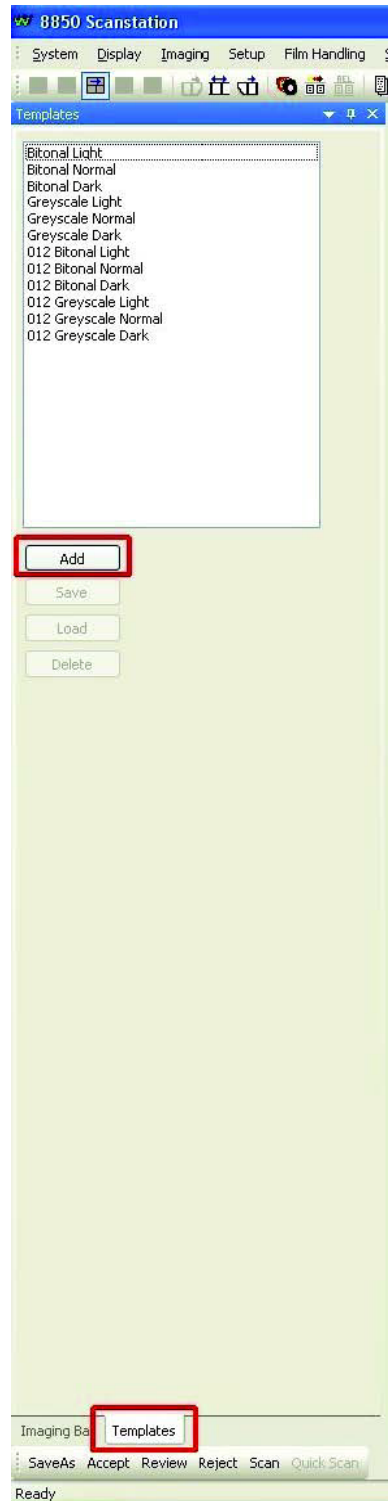 8850 Scanstation
System Display Imaging Setup Film Handling
Templates
Bitonal Light
Bitonal Normal
Bitonal Dark
Greyscale Light
Greyscale Normal
Greyscale Dark
012 Bitonal Light
012 Bitonal Normal
012 Bitonal Dark
012 Greyscale Light
012 Greyscale Normal
012 Greyscale Dark
Add
Save
Load
Delete
Imaging Ba Templates
SaveAs Accept Review Reject Scan Quick Scan
Ready